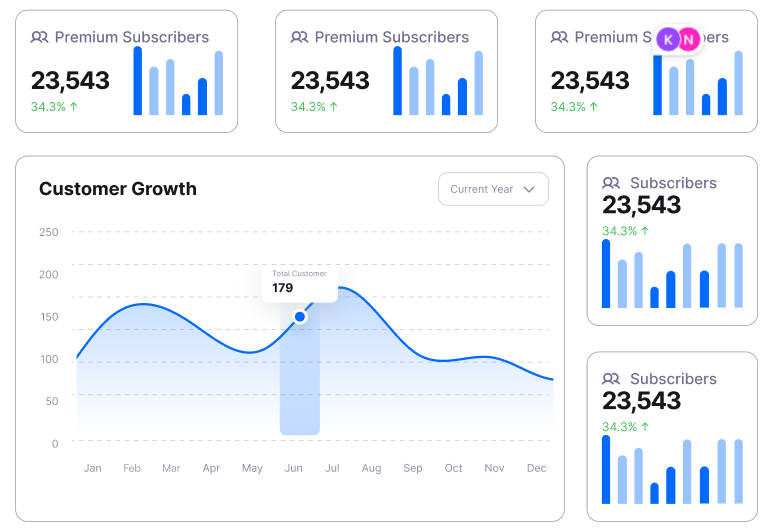 Premium Subscribers
23,543
34.3% ↑
Premium Subscribers
23,543
34.3% ↑
Premium S K N ers
23,543
34.3% ↑
Customer Growth
Current Year
250
200
150
100
50
0
Total Customer
179
Jan Feb Mar Apr May Jun Jul Aug Sep Oct Nov Dec
Subscribers
23,543
34.3% ↑
Subscribers
23,543
34.3% ↑